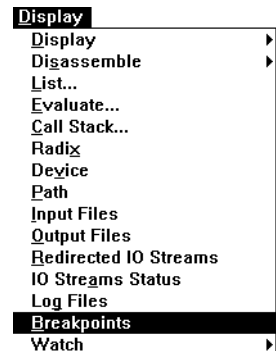 Display
Display
Disassemble
List...
Evaluate...
Call Stack...
Radix
Device
Path
Input Files
Output Files
Redirected IO Streams
IO Streams Status
Log Files
Breakpoints
Watch